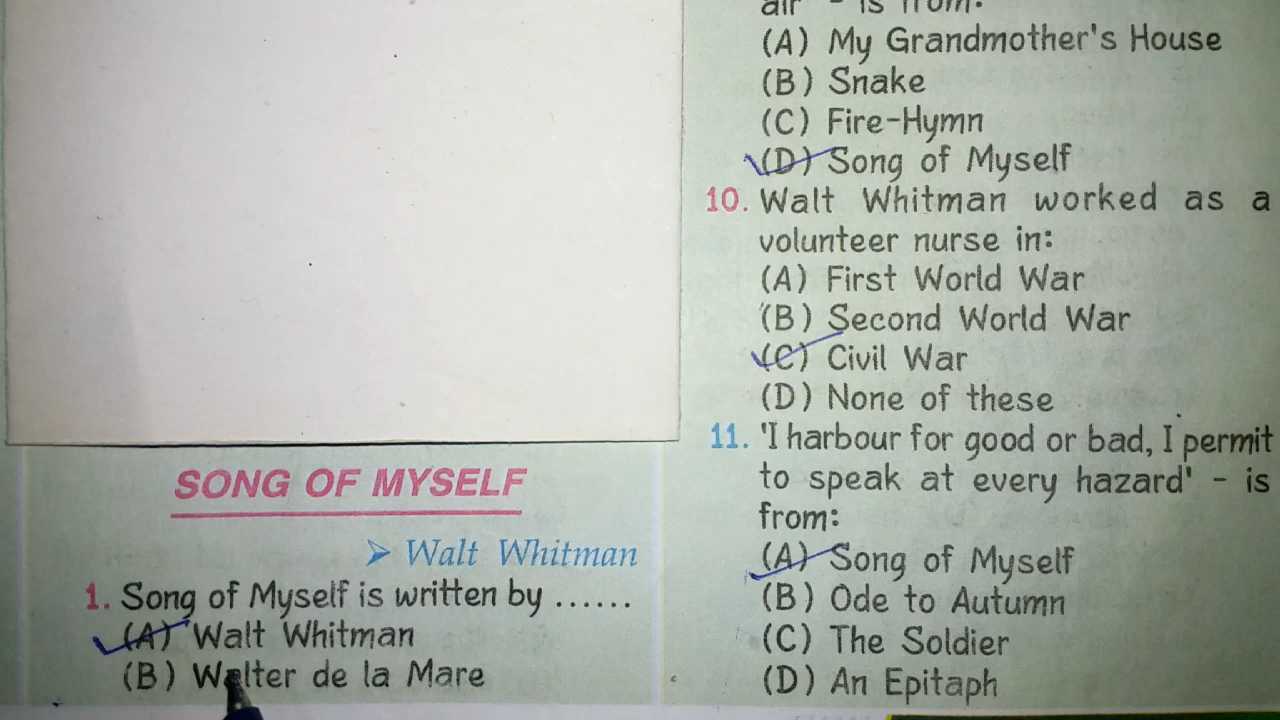 SONG OF MYSELF
➢ Walt Whitman
1. Song of Myself is written by ......
(A) Walt Whitman
(B) Walter de la Mare
air' - is from:
(A) My Grandmother's House
(B) Snake
(C) Fire-Hymn
(D) Song of Myself
10. Walt Whitman worked as a
volunteer nurse in:
(A) First World War
(B) Second World War
(C) Civil War
(D) None of these
11. 'I harbour for good or bad, I permit
to speak at every hazard' - is
from:
(A) Song of Myself
(B) Ode to Autumn
(C) The Soldier
(D) An Epitaph